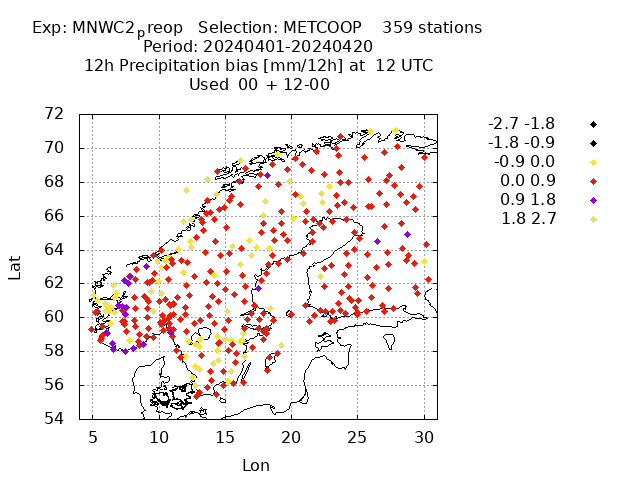 Exp: MNWC2preop Selection: METCOOP 359 stations
Period: 20240401-20240420
12h Precipitation bias [mm/12h] at 12 UTC
Used 00 + 12-00
-2.7 -1.8
-1.8 -0.9
-0.9 0.0
0.0 0.9
0.9 1.8
1.8 2.7
72
70
68
66
64
62
60
58
56
54
Lat
5 10 15 20 25 30
Lon